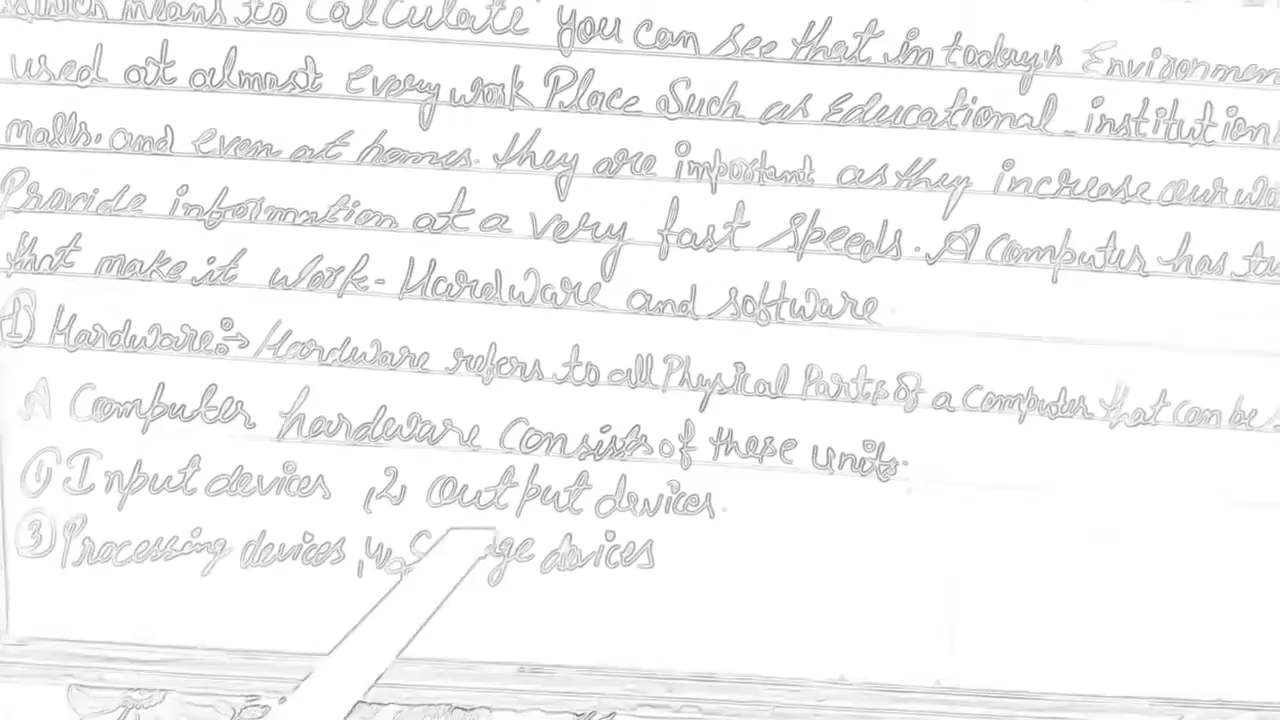 which means to Calculate you can see that in today's Environmen
used at almost every work Place Such as Educational institution
malls, and even at homes. they are important as they increase our wo
Provide information at a very fast speeds. A Computer has tw
that make it work- Hardware and software
① Hardware:→ Hardware refers to all Physical Parts of a Computer that can be
A Computer hardware Consists of these units.
① Input devices, 2, Output devices.
③ Processing devices, 4, devices